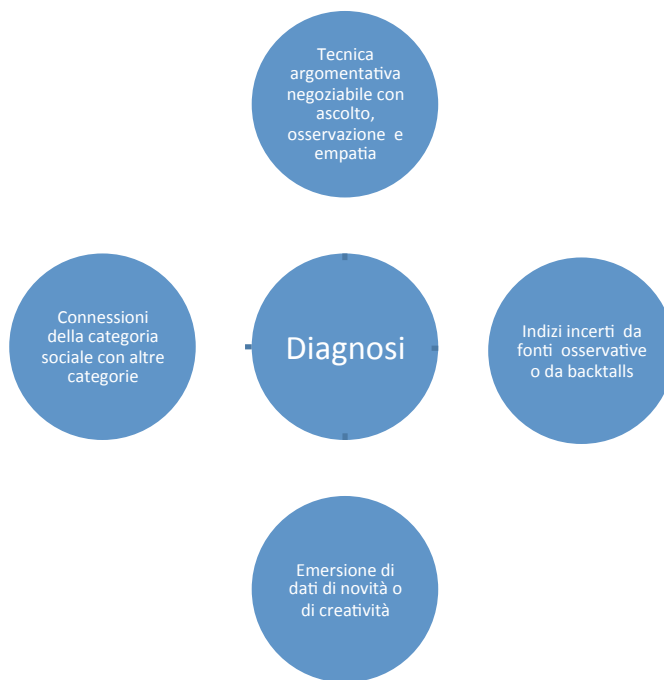 Tecnica
argomentativa
negoziabile con
ascolto,
osservazione e
empatia
Connessioni
della categoria
sociale con altre
categorie
Diagnosi
Indizi incerti da
fonti osservative
o da backtalls
Emersione di
dati di novità o
di creatività